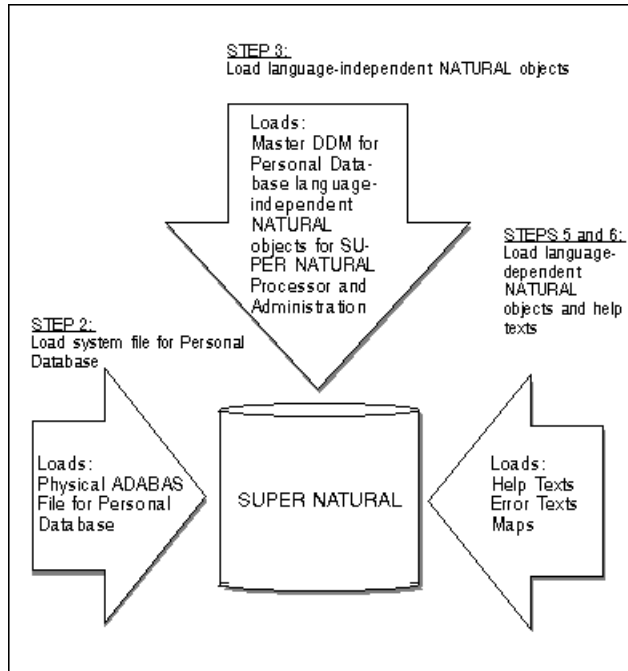 STEP 3:
Load language-independent NATURAL objects
Loads:
Master DDM for
Personal Data-
base language-
independent
NATURAL
objects for SU-
PER NATURAL
Processor and
Administration
STEPS 5 and 6:
Load language-
dependent
NATURAL
objects and help
texts
STEP 2:
Load system file for Personal
Database
Loads:
Physical ADABAS
File for Personal
Database
SUPER NATURAL
Loads:
Help Texts
Error Texts
Maps